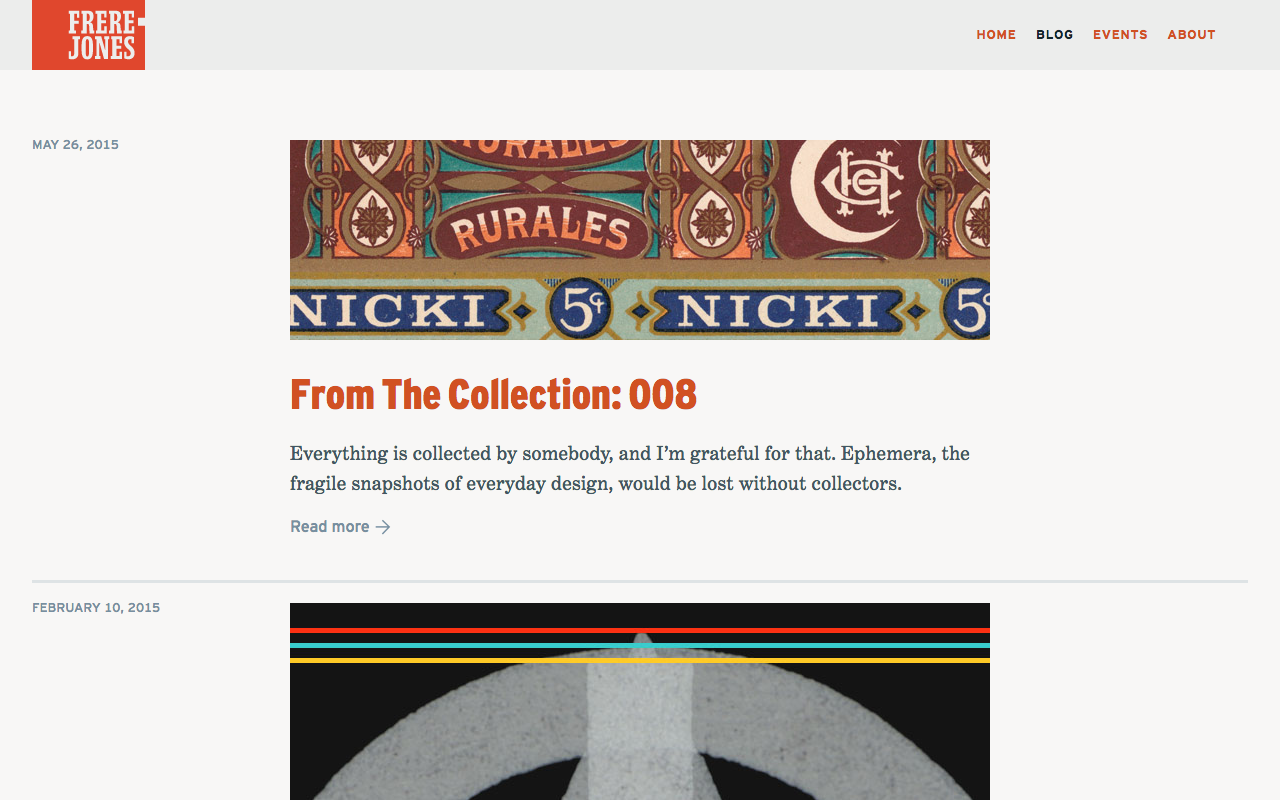 FRERE-
JONES
HOME BLOG EVENTS ABOUT
MAY 26, 2015
RURALES
RURALES
CH
NICKI 5¢ NICKI 5¢
From The Collection: 008
Everything is collected by somebody, and I’m grateful for that. Ephemera, the
fragile snapshots of everyday design, would be lost without collectors.
Read more →
FEBRUARY 10, 2015